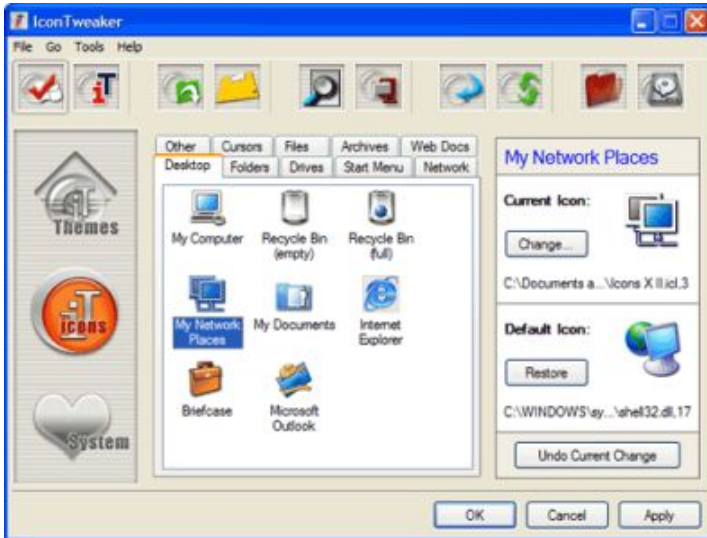 IconTweaker
File Go Tools Help
iT
Themes
iT
icons
System
Other Cursors Files Archives Web Docs
Desktop Folders Drives Start Menu Network
My Computer
Recycle Bin
(empty)
Recycle Bin
(full)
My Network
Places
My Documents
Internet
Explorer
Briefcase
Microsoft
Outlook
My Network Places
Current Icon:
Change...
C:\Documents a...\Icons X II.icl,3
Default Icon:
Restore
C:\WINDOWS\sy...\shell32.dll,17
Undo Current Change
OK Cancel Apply